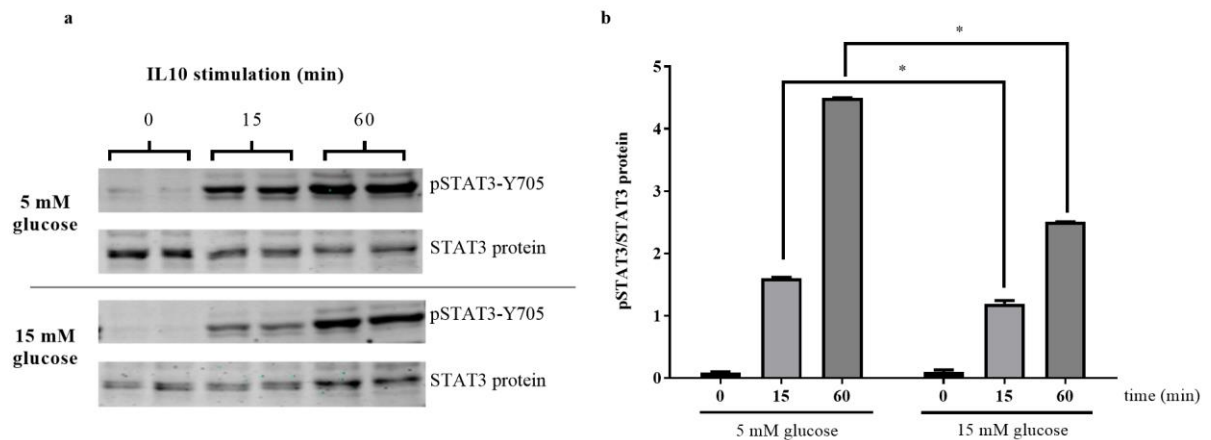 a
IL10 stimulation (min)
0 15 60
5 mM
glucose
pSTAT3-Y705
STAT3 protein
15 mM
glucose
pSTAT3-Y705
STAT3 protein
b
*
*
pSTAT3/STAT3 protein
5
4
3
2
1
0
0 15 60 0 15 60 time (min)
5 mM glucose 15 mM glucose